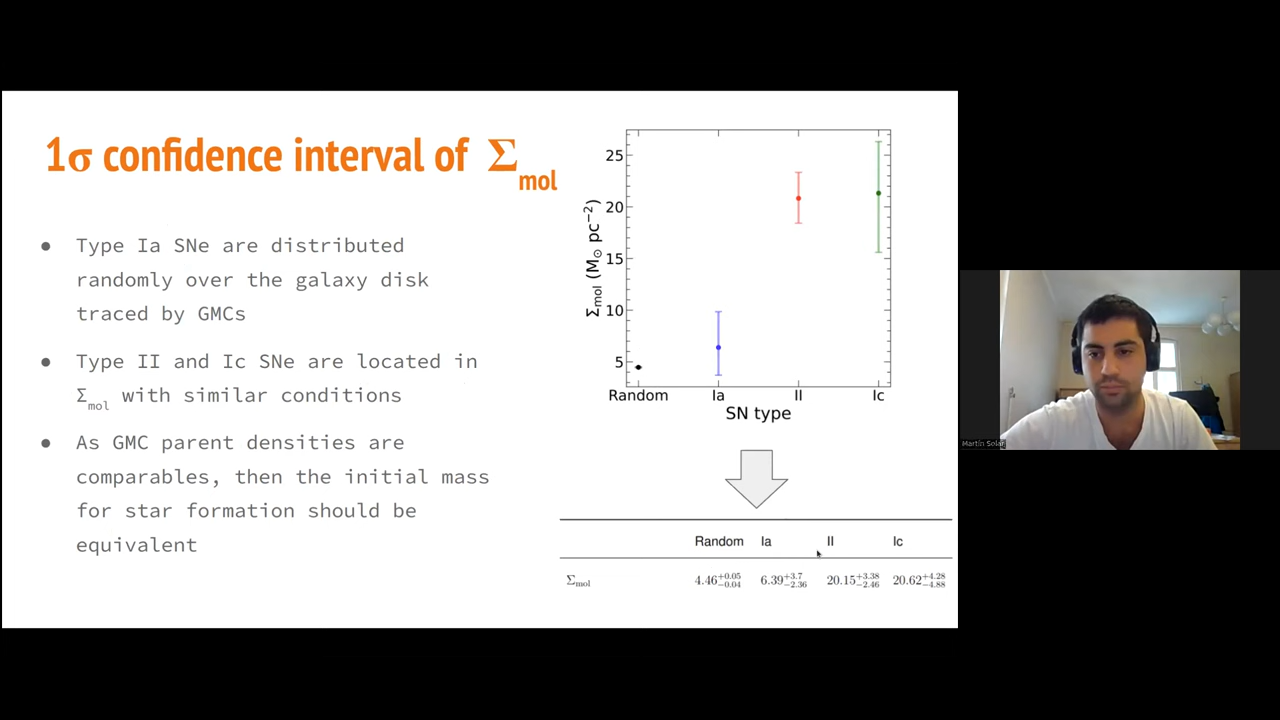 1σ confidence interval of Σmol
● Type Ia SNe are distributed
randomly over the galaxy disk
traced by GMCs
● Type II and Ic SNe are located in
Σmol with similar conditions
● As GMC parent densities are
comparables, then the initial mass
for star formation should be
equivalent
Σmol (M⊙ pc−2)
25
20
15
10
5
Random Ia II Ic
SN type
Random Ia II Ic
Σmol 4.46+0.05−0.04 6.39+3.7−2.36 20.15+3.38−2.46 20.62+4.28−4.88
Martín Solar